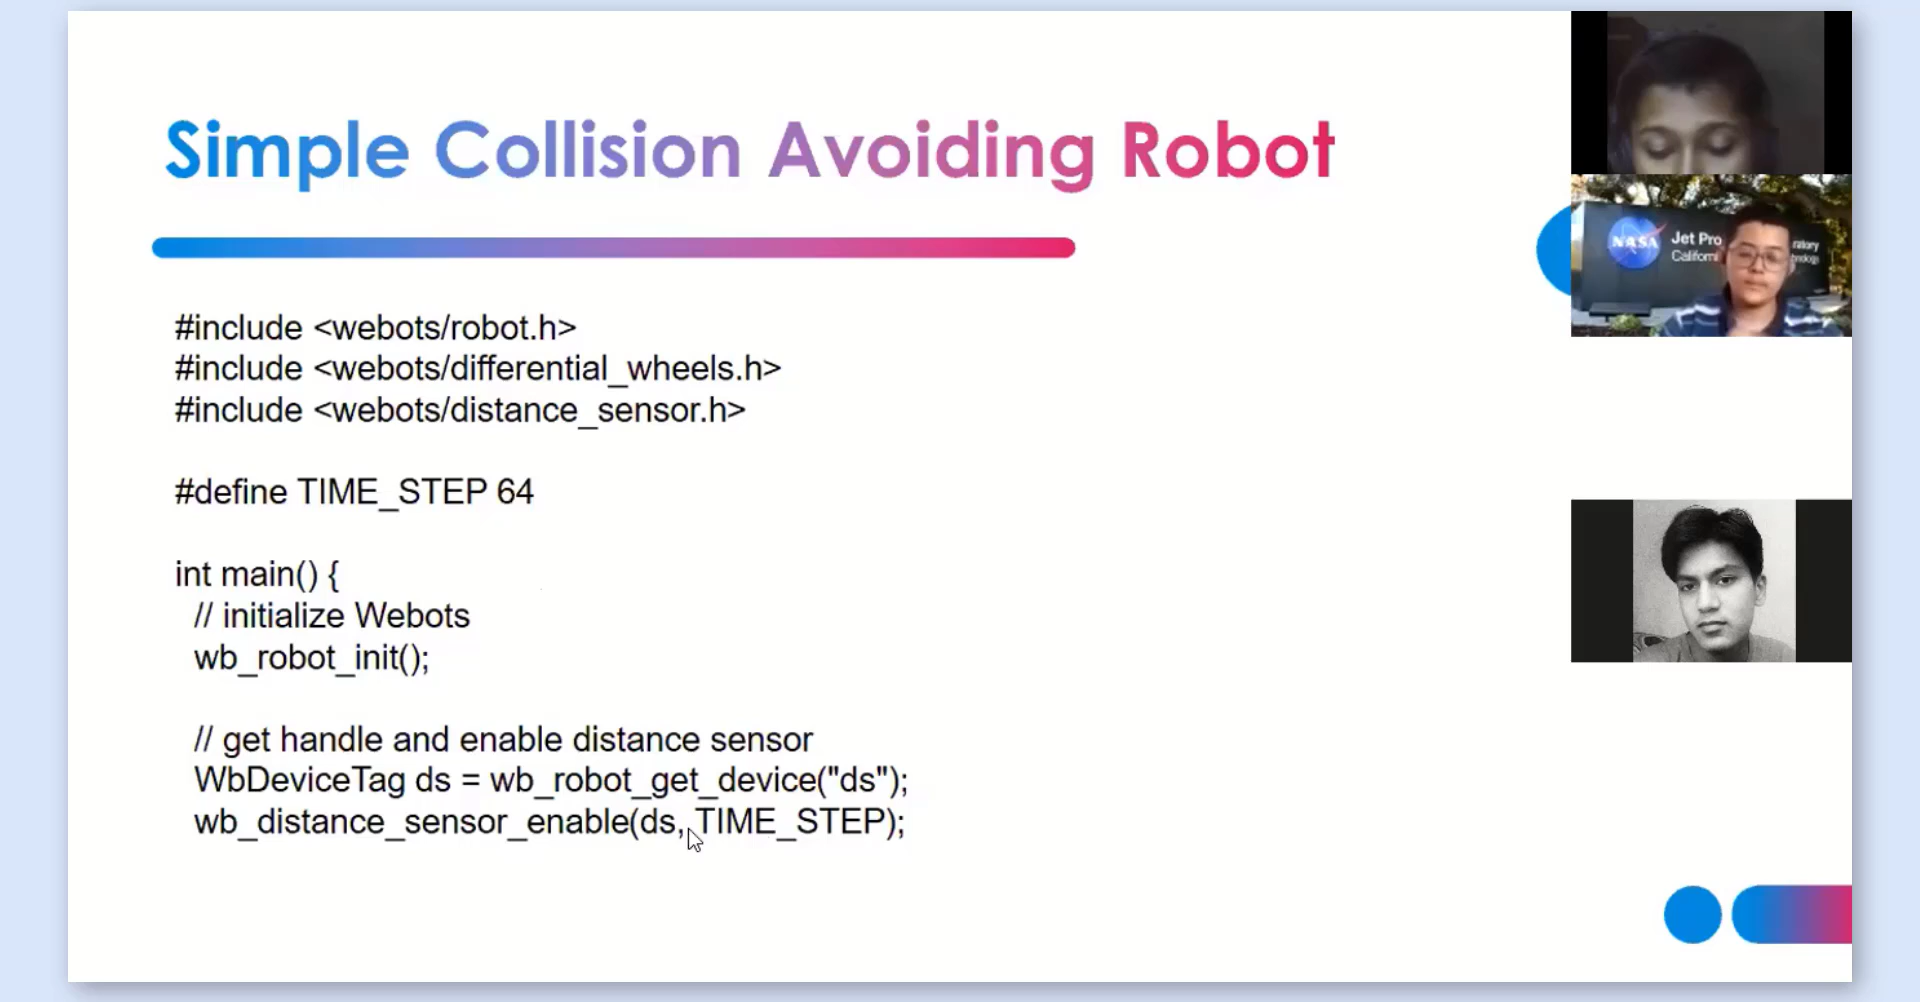 Simple Collision Avoiding Robot
#include <webots/robot.h>
#include <webots/differential_wheels.h>
#include <webots/distance_sensor.h>
#define TIME_STEP 64
int main() {
// initialize Webots
wb_robot_init();
// get handle and enable distance sensor
WbDeviceTag ds = wb_robot_get_device("ds");
wb_distance_sensor_enable(ds, TIME_STEP);
NASA
Jet Pro
Californi